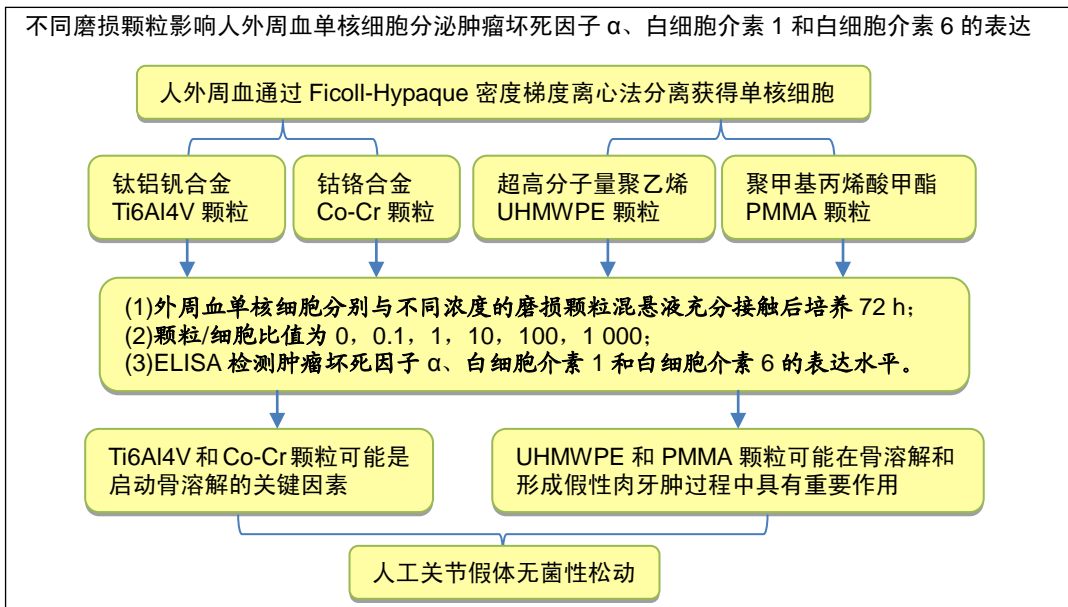 不同磨损颗粒影响人外周血单核细胞分泌肿瘤坏死因子 α、白细胞介素 1 和白细胞介素 6 的表达
人外周血通过 Ficoll-Hypaque 密度梯度离心法分离获得单核细胞
钛铝钒合金
Ti6Al4V 颗粒
钴铬合金
Co-Cr 颗粒
超高分子量聚乙烯
UHMWPE 颗粒
聚甲基丙烯酸甲酯
PMMA 颗粒
(1)外周血单核细胞分别与不同浓度的磨损颗粒混悬液充分接触后培养 72 h；
(2)颗粒/细胞比值为 0，0.1，1，10，100，1 000；
(3)ELISA 检测肿瘤坏死因子 α、白细胞介素 1 和白细胞介素 6 的表达水平。
Ti6Al4V 和 Co-Cr 颗粒可能是
启动骨溶解的关键因素
UHMWPE 和 PMMA 颗粒可能在骨溶解和
形成假性肉牙肿过程中具有重要作用
人工关节假体无菌性松动